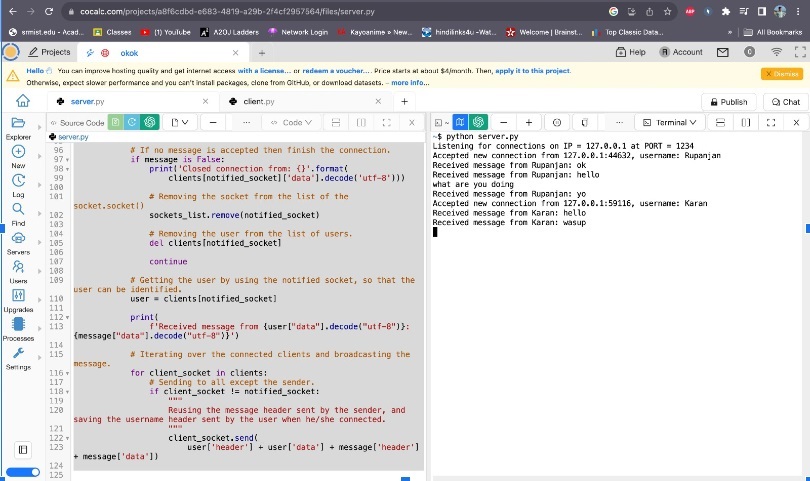 cocalc.com/projects/a8f6cdbd-e683-4819-a29b-2f4cf2957564/files/server.py
srmist.edu - Acad... Classes (1) YouTube A2OJ Ladders Network Login Kayoanime » New... hindilinks4u -Wat... Welcome | Brainst... Top Classic Data... » All Bookmarks
Projects okok × + Help Account 0
Hello You can improve hosting quality and get internet access with a license... or redeem a voucher.... Price starts at about $4/month. Then, apply it to this project.
Otherwise, expect slower performance and you can't install packages, clone from GitHub, or download datasets. – more info...
× Dismiss
server.py × client.py × + Publish Chat
Explorer
New
Log
Find
Servers
Users
Upgrades
Processes
Settings
Source Code ... Code
server.py
96 # If no message is accepted then finish the connection.
97 if message is False:
98 print('Closed connection from: {}'.format(
99 clients[notified_socket]['data'].decode('utf-8')))
100
101 # Removing the socket from the list of the
socket.socket()
102 sockets_list.remove(notified_socket)
103
104 # Removing the user from the list of users.
105 del clients[notified_socket]
106
107 continue
108
109 # Getting the user by using the notified socket, so that the
user can be identified.
110 user = clients[notified_socket]
111
112 print(
113 f'Received message from {user["data"].decode("utf-8")}:
{message["data"].decode("utf-8")}')
114
115 # Iterating over the connected clients and broadcasting the
message.
116 for client_socket in clients:
117 # Sending to all except the sender.
118 if client_socket != notified_socket:
119 """
120 Reusing the message header sent by the sender, and
saving the username header sent by the user when he/she connected.
121 """
122 client_socket.send(
123 user['header'] + user['data'] + message['header']
+ message['data'])
124
125
Terminal
~$ python server.py
Listening for connections on IP = 127.0.0.1 at PORT = 1234
Accepted new connection from 127.0.0.1:44632, username: Rupanjan
Received message from Rupanjan: ok
Received message from Rupanjan: hello
what are you doing
Received message from Rupanjan: yo
Accepted new connection from 127.0.0.1:59116, username: Karan
Received message from Karan: hello
Received message from Karan: wasup